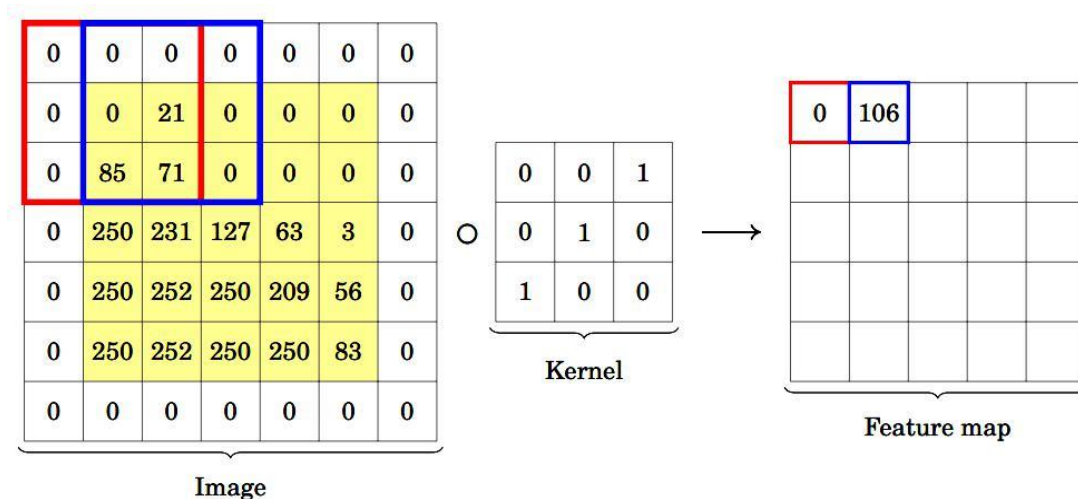 0 0 0 0 0 0 0
0 0 21 0 0 0 0
0 85 71 0 0 0 0
0 250 231 127 63 3 0
0 250 252 250 209 56 0
0 250 252 250 250 83 0
0 0 0 0 0 0 0
Image
0 0 1
0 1 0
1 0 0
Kernel
0 106
Feature map